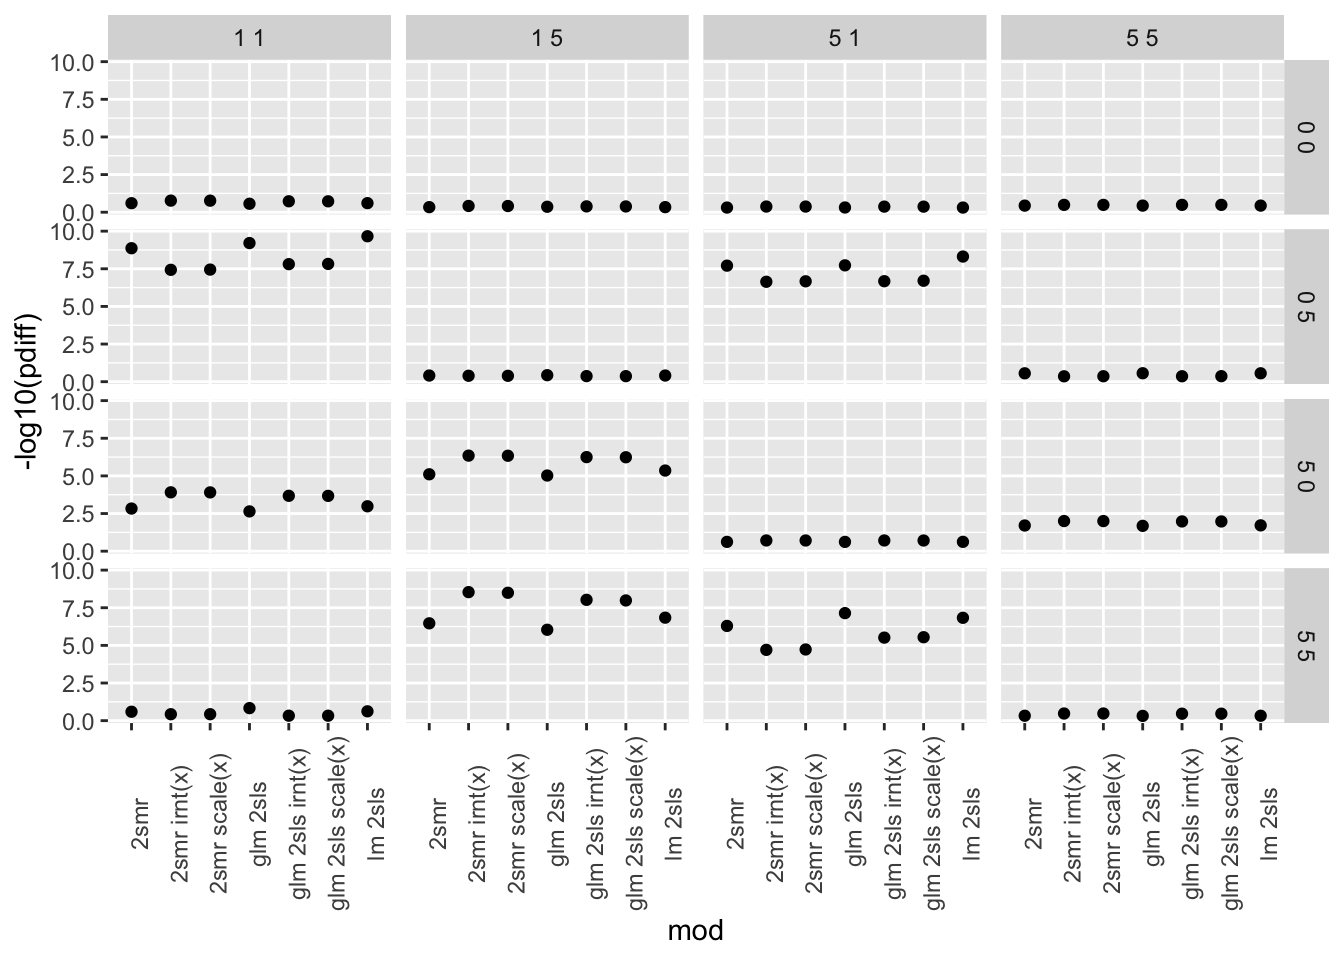 1 1
1 5
5 1
5 5
-log10(pdiff)
10.0
7.5
5.0
2.5
0.0
0 0
10.0
7.5
5.0
2.5
0.0
0 5
10.0
7.5
5.0
2.5
0.0
5 0
10.0
7.5
5.0
2.5
0.0
5 5
2smr
2smr irnt(x)
2smr scale(x)
glm 2sls
glm 2sls irnt(x)
glm 2sls scale(x)
lm 2sls
2smr
2smr irnt(x)
2smr scale(x)
glm 2sls
glm 2sls irnt(x)
glm 2sls scale(x)
lm 2sls
2smr
2smr irnt(x)
2smr scale(x)
glm 2sls
glm 2sls irnt(x)
glm 2sls scale(x)
lm 2sls
2smr
2smr irnt(x)
2smr scale(x)
glm 2sls
glm 2sls irnt(x)
glm 2sls scale(x)
lm 2sls
mod